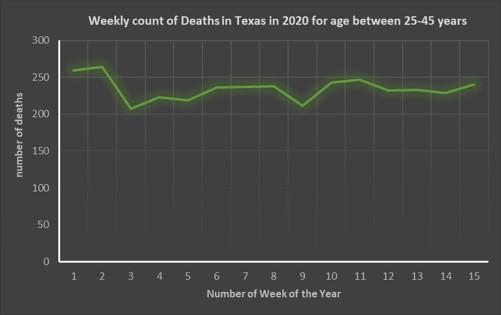 Weekly count of Deaths in Texas in 2020 for age between 25-45 years
300
250
200
150
100
50
0
number of deaths
1 2 3 4 5 6 7 8 9 10 11 12 13 14 15
Number of Week of the Year